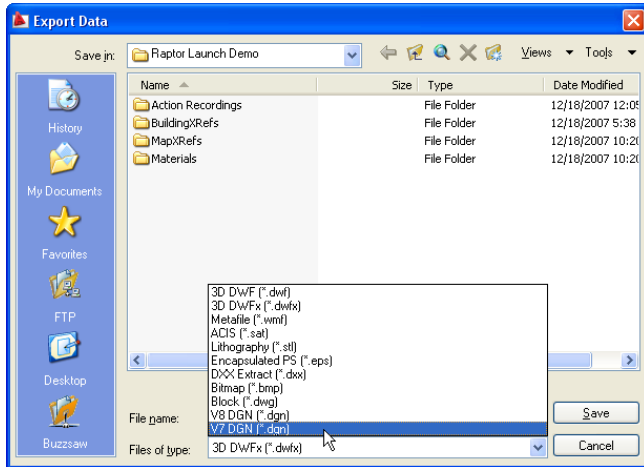 Export Data
Save in: Raptor Launch Demo Views Tools
Name Size Type Date Modified
Action Recordings File Folder 12/18/2007 12:05
BuildingXRefs File Folder 12/18/2007 5:38
MapXRefs File Folder 12/18/2007 10:20
Materials File Folder 12/18/2007 10:20
History
My Documents
Favorites
FTP
Desktop
Buzzsaw
3D DWF (*.dwf)
3D DWFx (*.dwfx)
Metafile (*.wmf)
ACIS (*.sat)
Lithography (*.stl)
Encapsulated PS (*.eps)
DXX Extract (*.dxx)
Bitmap (*.bmp)
Block (*.dwg)
V8 DGN (*.dgn)
V7 DGN (*.dgn)
File name: Save
Files of type: 3D DWFx (*.dwfx) Cancel